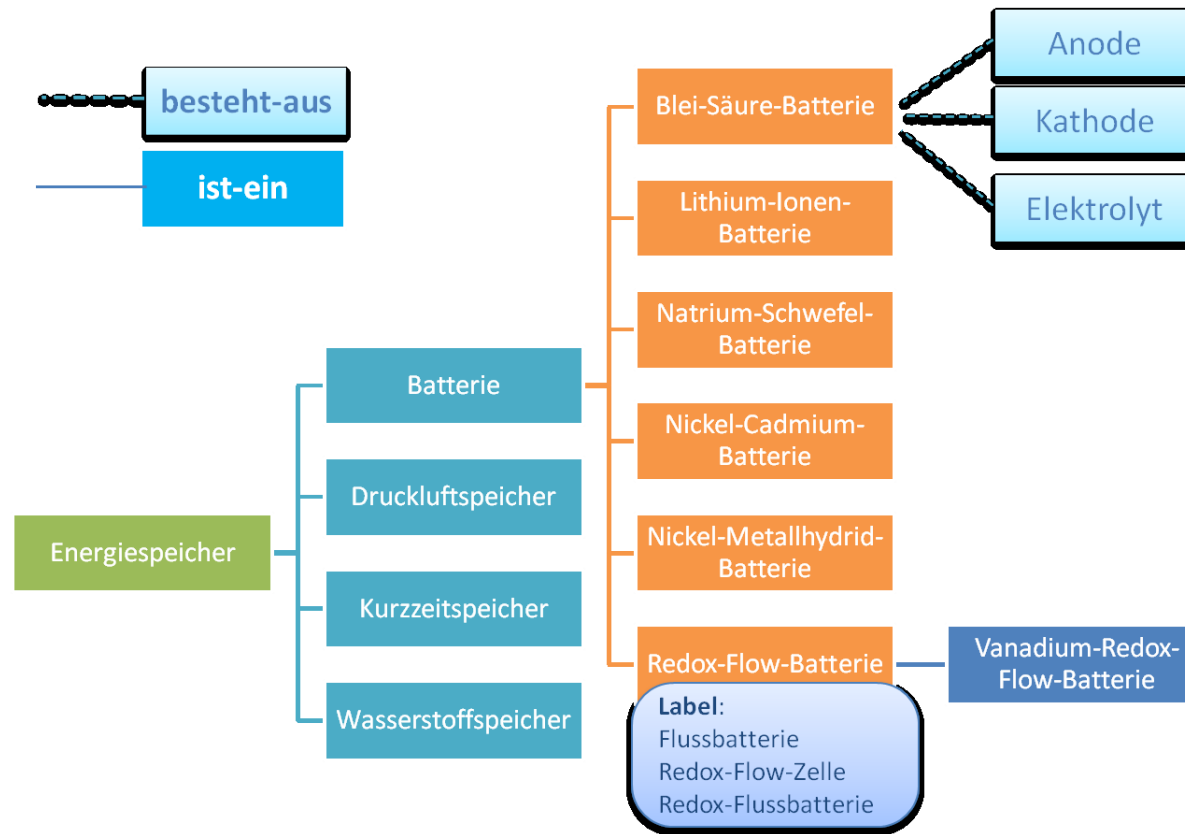 besteht-aus
ist-ein
Energiespeicher
Batterie
Druckluftspeicher
Kurzzeitspeicher
Wasserstoffspeicher
Blei-Säure-Batterie
Lithium-Ionen-
Batterie
Natrium-Schwefel-
Batterie
Nickel-Cadmium-
Batterie
Nickel-Metallhydrid-
Batterie
Redox-Flow-Batterie
Label:
Flussbatterie
Redox-Flow-Zelle
Redox-Flussbatterie
Anode
Kathode
Elektrolyt
Vanadium-Redox-
Flow-Batterie